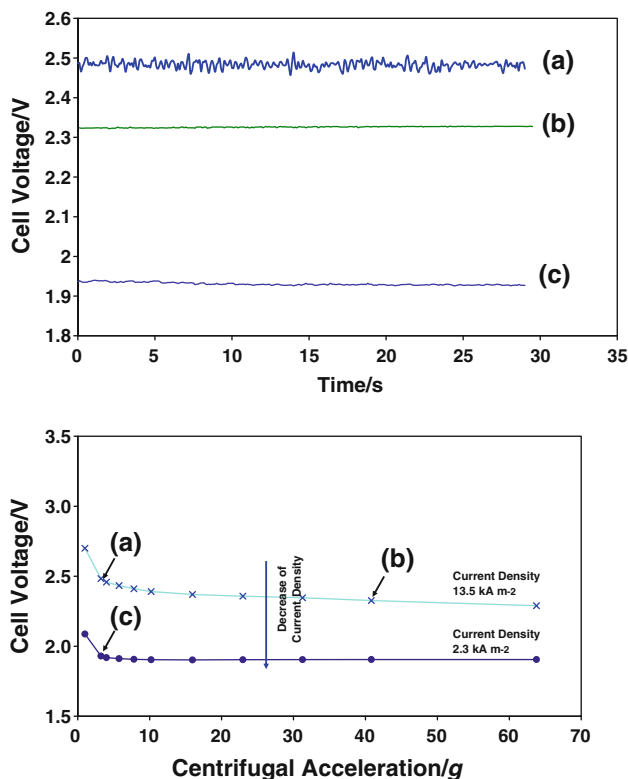 2.6
2.5
2.4
2.3
2.2
2.1
2
1.9
1.8
Cell Voltage/V
(a)
(b)
(c)
0 5 10 15 20 25 30 35
Time/s
3.5
3.0
2.5
2.0
1.5
Cell Voltage/V
(a)
(b)
(c)
Decrease of
Current Density
Current Density
13.5 kA m-2
Current Density
2.3 kA m-2
0 10 20 30 40 50 60 70
Centrifugal Acceleration/g